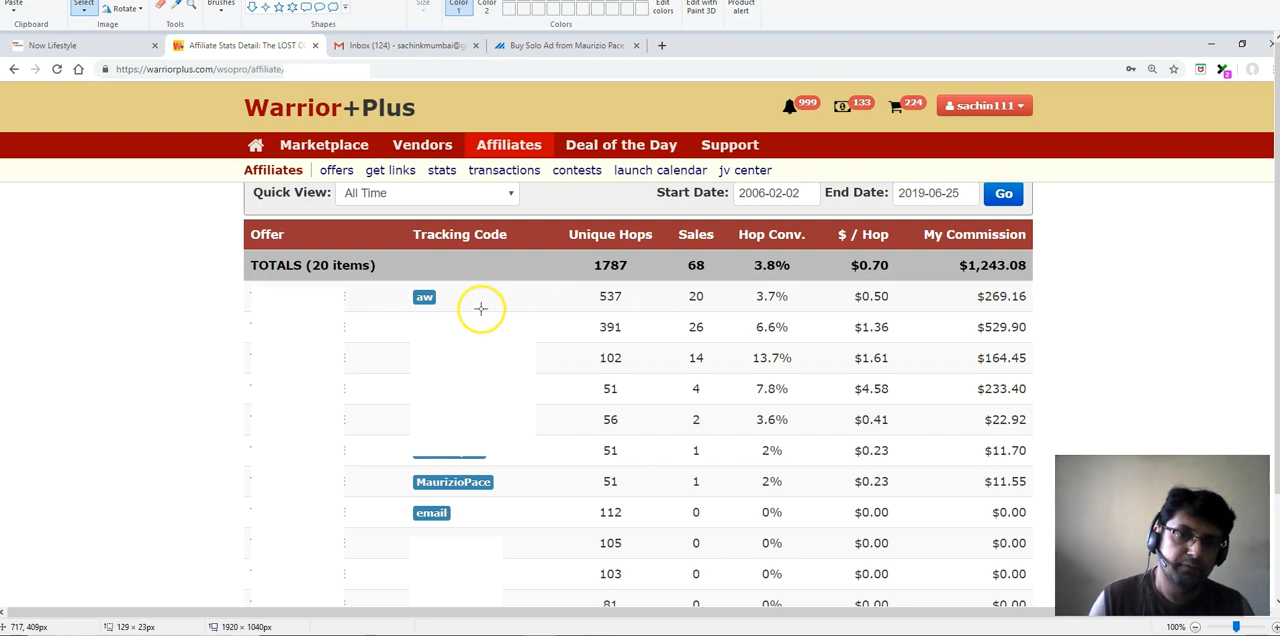 Paste
Select
Rotate
Brushes
Size
Color
1
Color
2
Edit
colors
Edit with
Paint 3D
Product
alert
Clipboard
Image
Tools
Shapes
Colors
Now Lifestyle
Affiliate Stats Detail: The LOST CO
Inbox (124) - sachinkmumbai@g
Buy Solo Ad from Maurizio Pace
https://warriorplus.com/wsopro/affiliate/
2
Warrior+Plus
999
133
224
sachin111
Marketplace
Vendors
Affiliates
Deal of the Day
Support
Affiliates
offers
get links
stats
transactions
contests
launch calendar
jv center
Quick View:
All Time
Start Date:
2006-02-02
End Date:
2019-06-25
Go
Offer Tracking Code Unique Hops Sales Hop Conv. $ / Hop My Commission
TOTALS (20 items) 1787 68 3.8% $0.70 $1,243.08
aw 537 20 3.7% $0.50 $269.16
391 26 6.6% $1.36 $529.90
102 14 13.7% $1.61 $164.45
51 4 7.8% $4.58 $233.40
56 2 3.6% $0.41 $22.92
51 1 2% $0.23 $11.70
MaurizioPace 51 1 2% $0.23 $11.55
email 112 0 0% $0.00 $0.00
105 0 0% $0.00 $0.00
103 0 0% $0.00 $0.00
81 0 0% $0.00 $0.00
717, 409px
129 × 23px
1920 × 1040px
100%